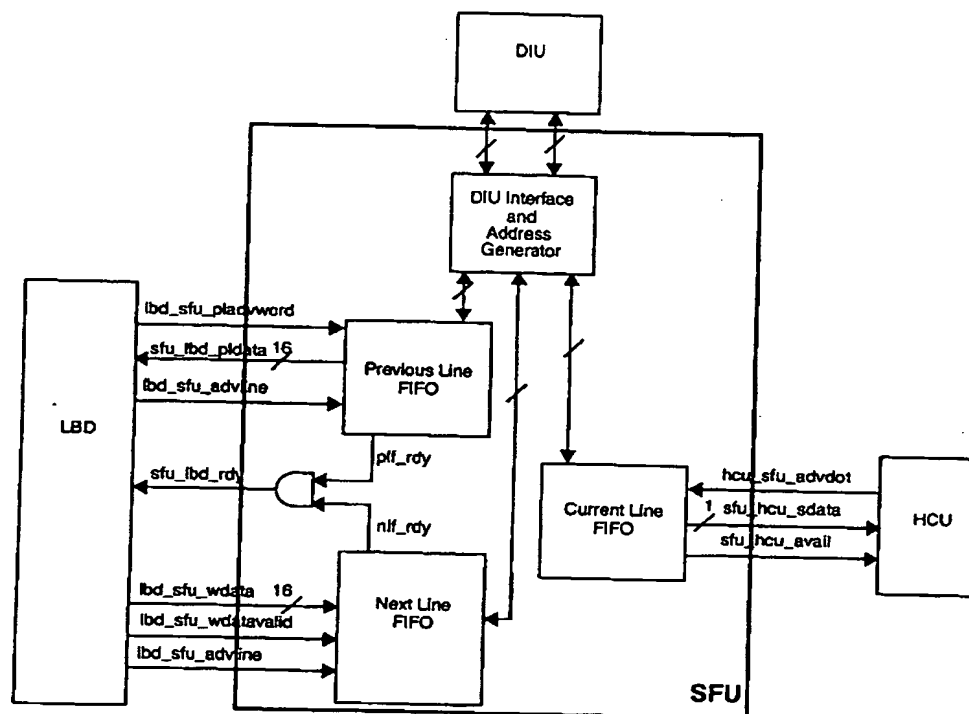 DIU
DIU Interface
and
Address
Generator
lbd_sfu_pladvword
sfu_lbd_pldata 16
lbd_sfu_advline
Previous Line
FIFO
LBD
plf_rdy
sfu_lbd_rdy
nlf_rdy
hcu_sfu_advdot
1 sfu_hcu_sdata
sfu_hcu_avail
Current Line
FIFO
HCU
lbd_sfu_wdata 16
lbd_sfu_wdatavalid
lbd_sfu_advline
Next Line
FIFO
SFU